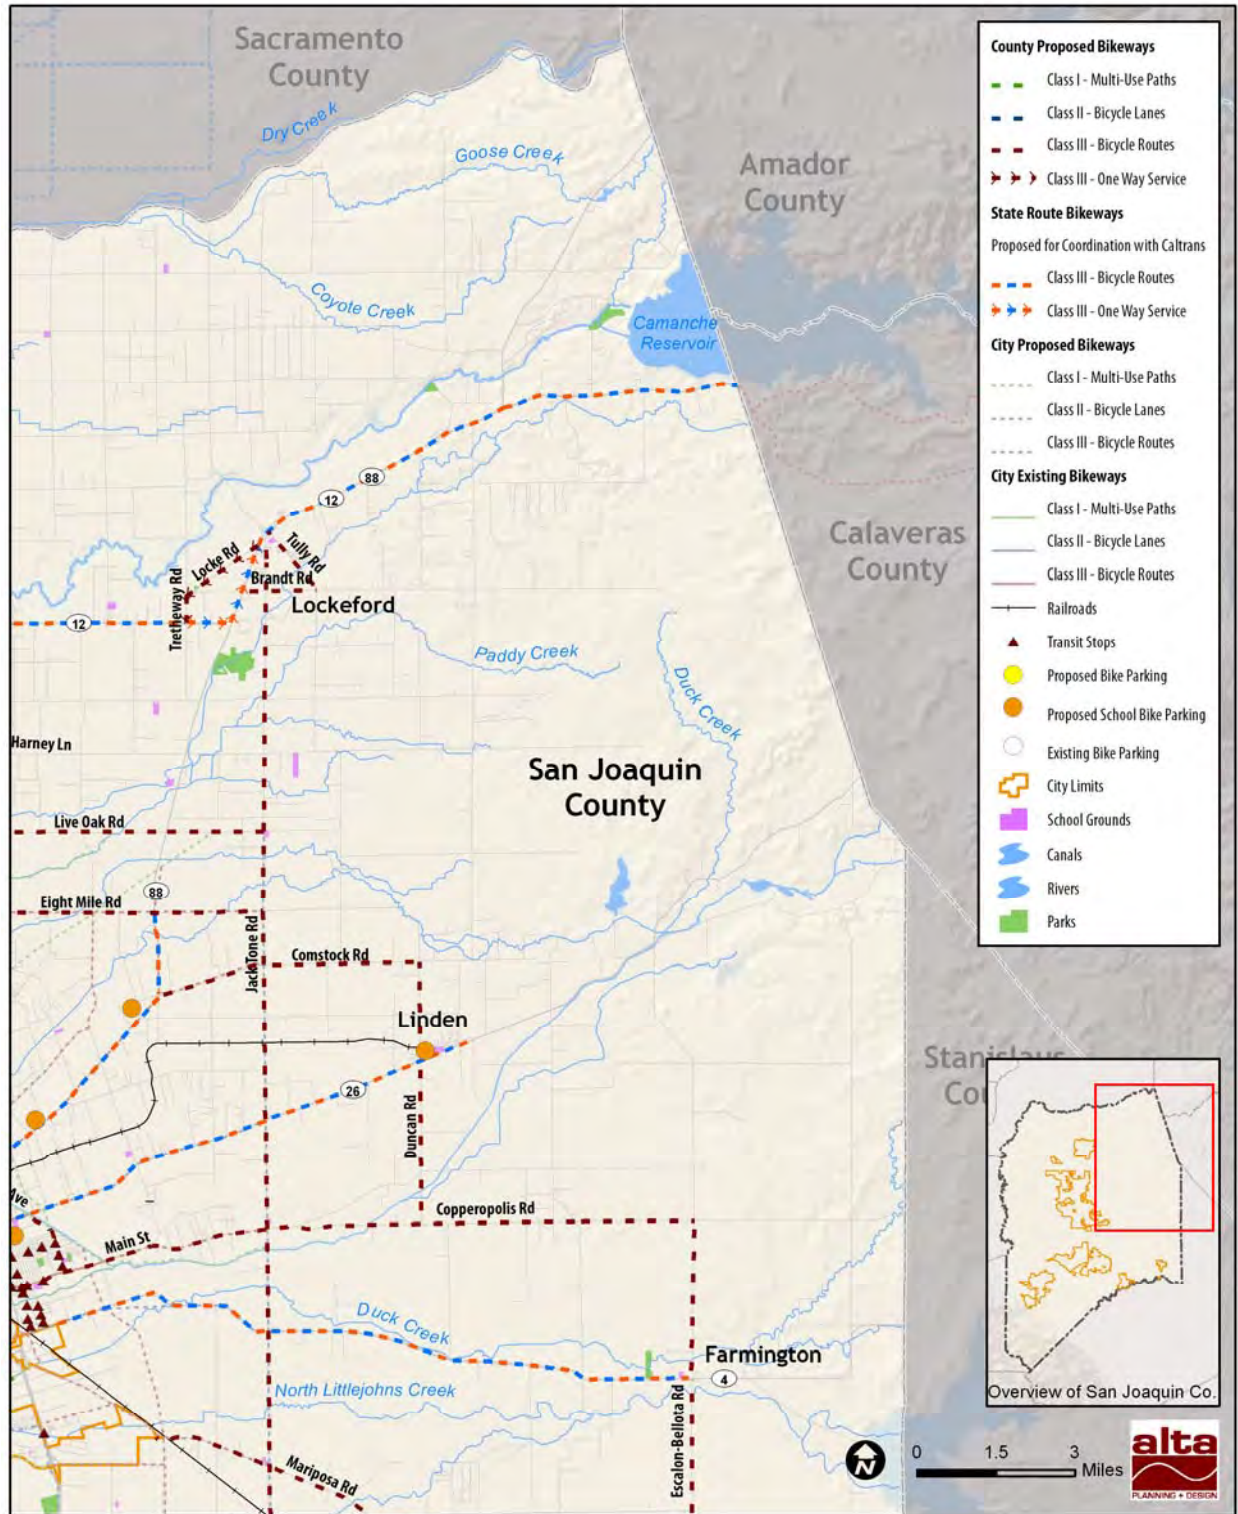 Sacramento
County
Dry Creek
Goose Creek
Amador
County
Coyote Creek
Camanche
Reservoir
88
12
Calaveras
County
Locke Rd
Tully Rd
Brandt Rd
Tretheway Rd
Lockeford
12
Paddy Creek
Duck Creek
Harney Ln
San Joaquin
County
Live Oak Rd
88
Eight Mile Rd
Jack Tone Rd
Comstock Rd
Linden
26
Duncan Rd
Ave
Copperopolis Rd
Main St
Duck Creek
Farmington
4
North Littlejohns Creek
Escalon-Bellota Rd
Mariposa Rd
Stanislaus
Co
County Proposed Bikeways
Class I - Multi-Use Paths
Class II - Bicycle Lanes
Class III - Bicycle Routes
Class III - One Way Service
State Route Bikeways
Proposed for Coordination with Caltrans
Class III - Bicycle Routes
Class III - One Way Service
City Proposed Bikeways
Class I - Multi-Use Paths
Class II - Bicycle Lanes
Class III - Bicycle Routes
City Existing Bikeways
Class I - Multi-Use Paths
Class II - Bicycle Lanes
Class III - Bicycle Routes
Railroads
Transit Stops
Proposed Bike Parking
Proposed School Bike Parking
Existing Bike Parking
City Limits
School Grounds
Canals
Rivers
Parks
Overview of San Joaquin Co.
N
0 1.5 3
Miles
alta
PLANNING + DESIGN